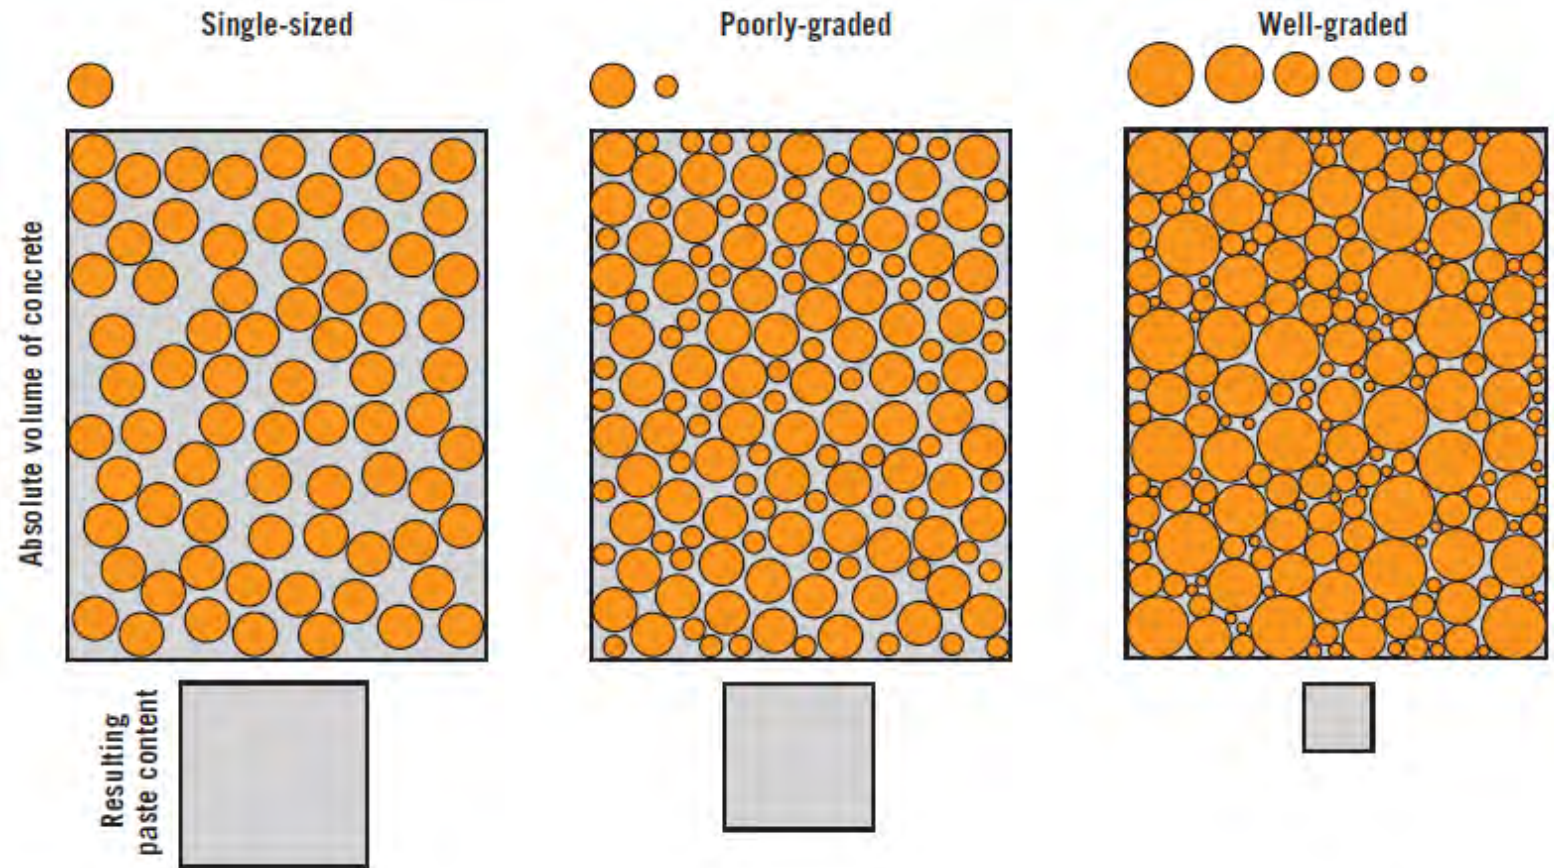 Single-sized
Poorly-graded
Well-graded
Absolute volume of concrete
Resulting
paste content